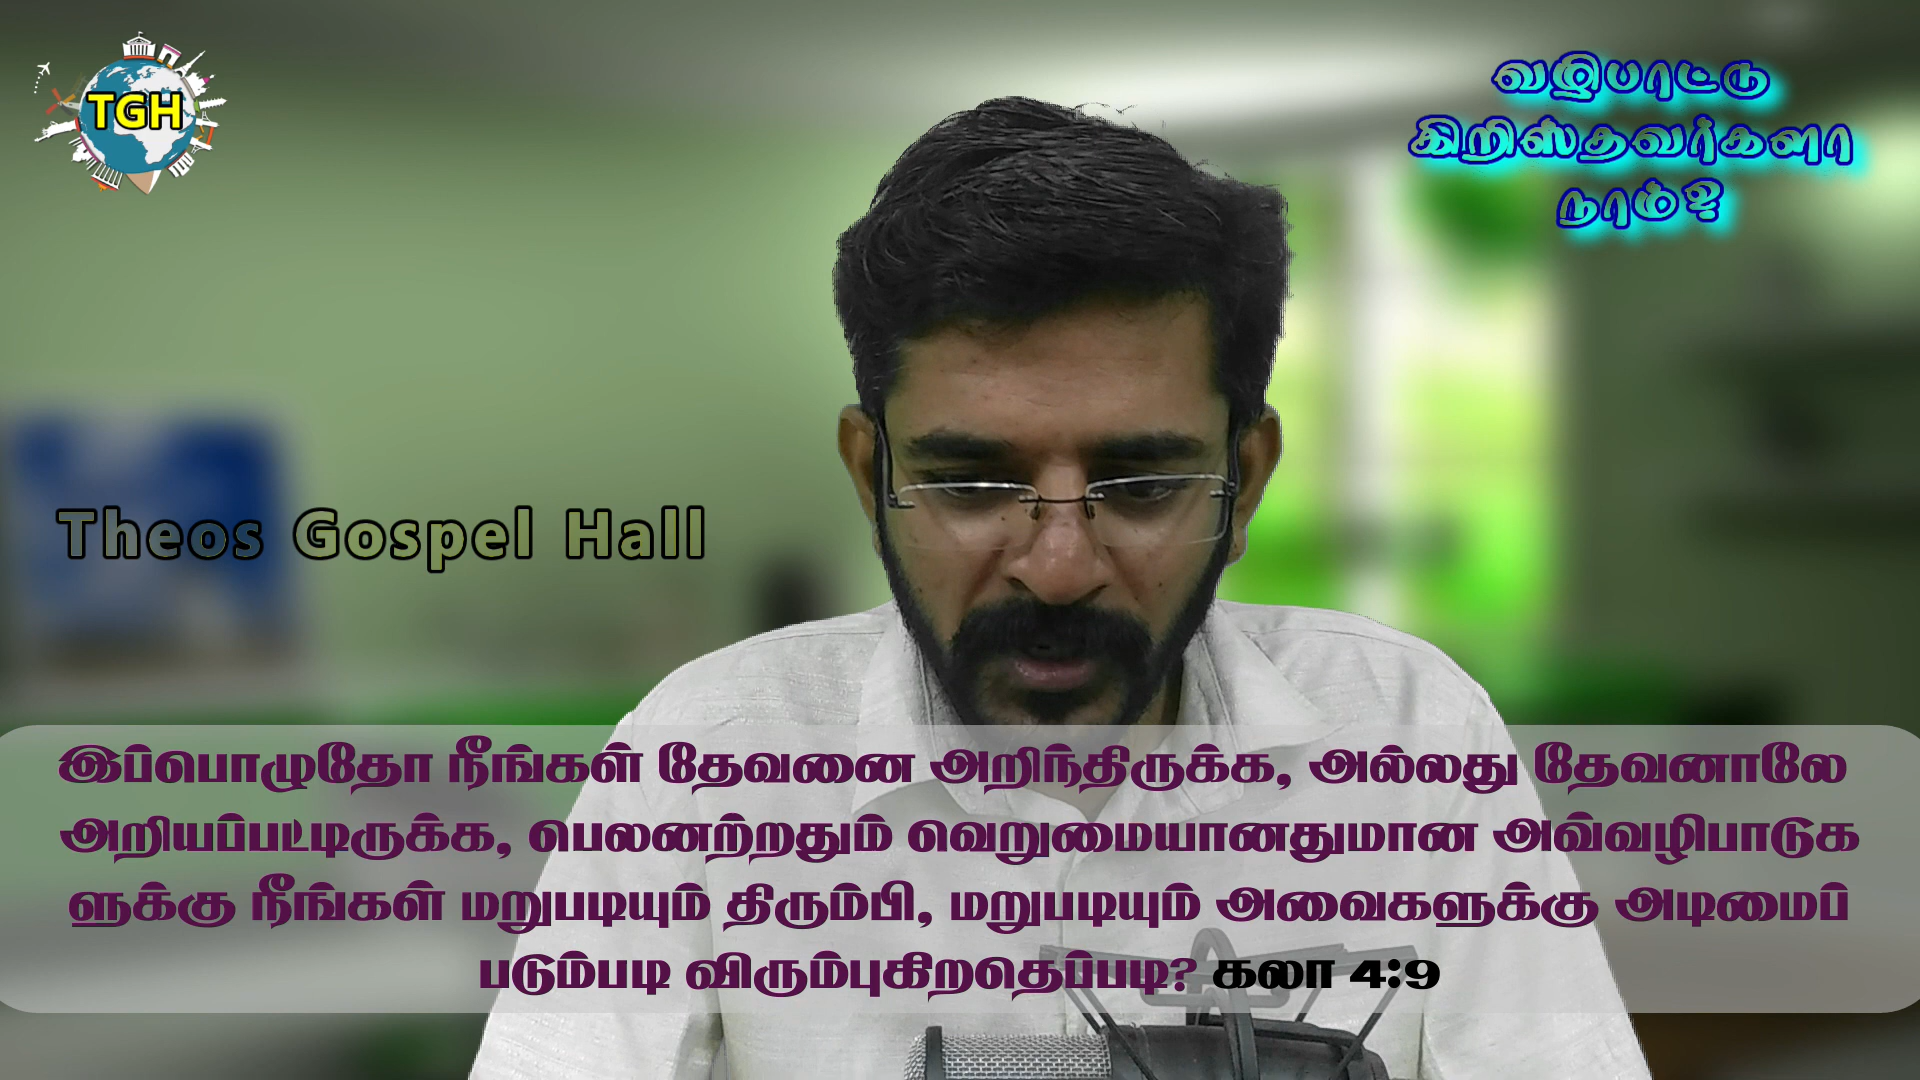 TGH
வழிபாட்டு
கிறிஸ்தவர்களா
நாம்?
Theos Gospel Hall
இப்பொழுதோ நீங்கள் தேவனை அறிந்திருக்க, அல்லது தேவனாலே
அறியப்பட்டிருக்க, பெலனற்றதும் வெறுமையானதுமான அவ்வழிபாடுக
ளுக்கு நீங்கள் மறுபடியும் திரும்பி, மறுபடியும் அவைகளுக்கு அடிமைப்
படும்படி விரும்புகிறதெப்படி? கலா 4:9